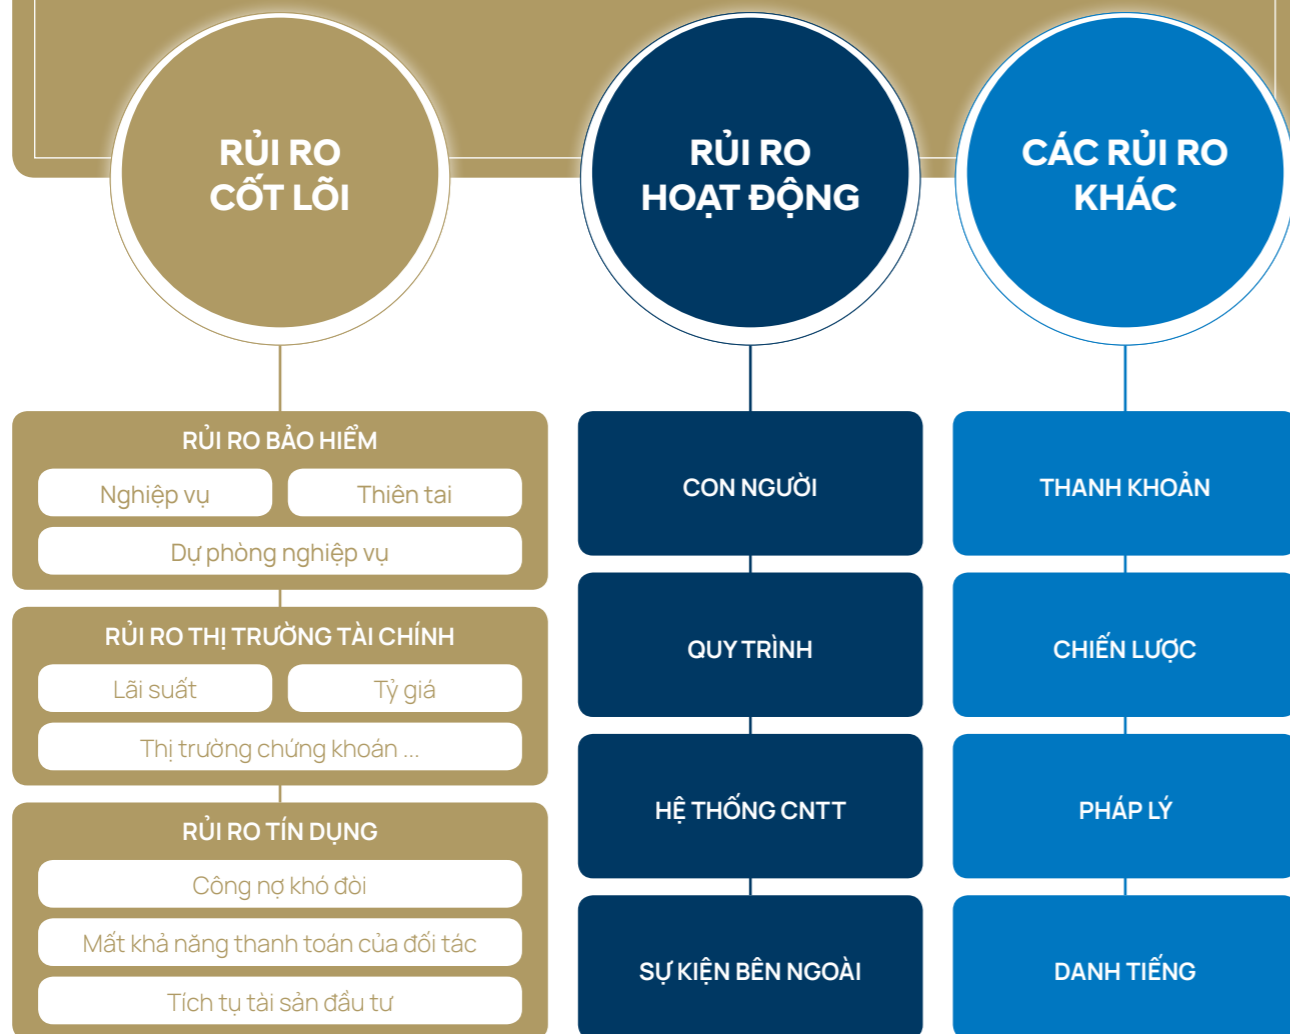 RỦI RO
CỐT LÕI
RỦI RO BẢO HIỂM
Nghiệp vụ
Thiên tai
Dự phòng nghiệp vụ
RỦI RO THỊ TRƯỜNG TÀI CHÍNH
Lãi suất
Tỷ giá
Thị trường chứng khoán ...
RỦI RO TÍN DỤNG
Công nợ khó đòi
Mất khả năng thanh toán của đối tác
Tích tụ tài sản đầu tư
RỦI RO
HOẠT ĐỘNG
CON NGƯỜI
QUY TRÌNH
HỆ THỐNG CNTT
SỰ KIỆN BÊN NGOÀI
CÁC RỦI RO
KHÁC
THANH KHOẢN
CHIẾN LƯỢC
PHÁP LÝ
DANH TIẾNG